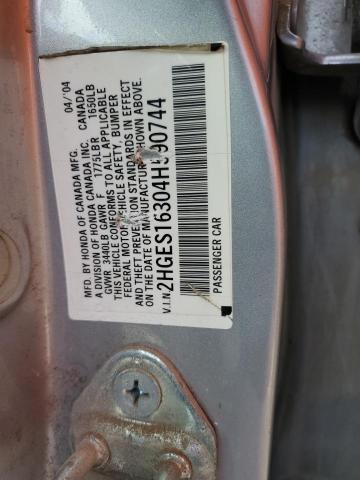 MFD. BY HONDA OF CANADA MFG. 04/'04
A DIVISION OF HONDA CANADA INC. CANADA
GVWR 3440LB GAWR F 1775LB R 1650LB
THIS VEHICLE CONFORMS TO ALL APPLICABLE
FEDERAL MOTOR VEHICLE SAFETY, BUMPER
AND THEFT PREVENTION STANDARDS IN EFFECT
ON THE DATE OF MANUFACTURE SHOWN ABOVE.
V.I.N. 2HGES16304H590744
PASSENGER CAR